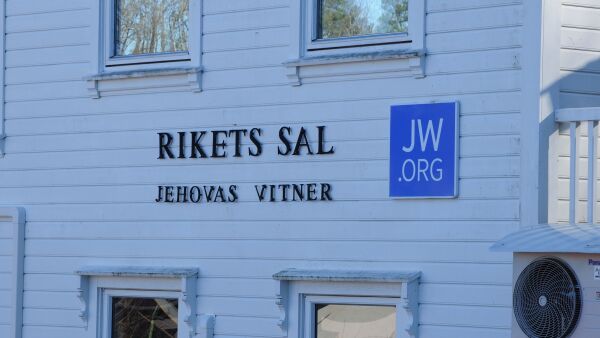 RIKETS SAL
JEHOVAS VITNER
JW
.ORG